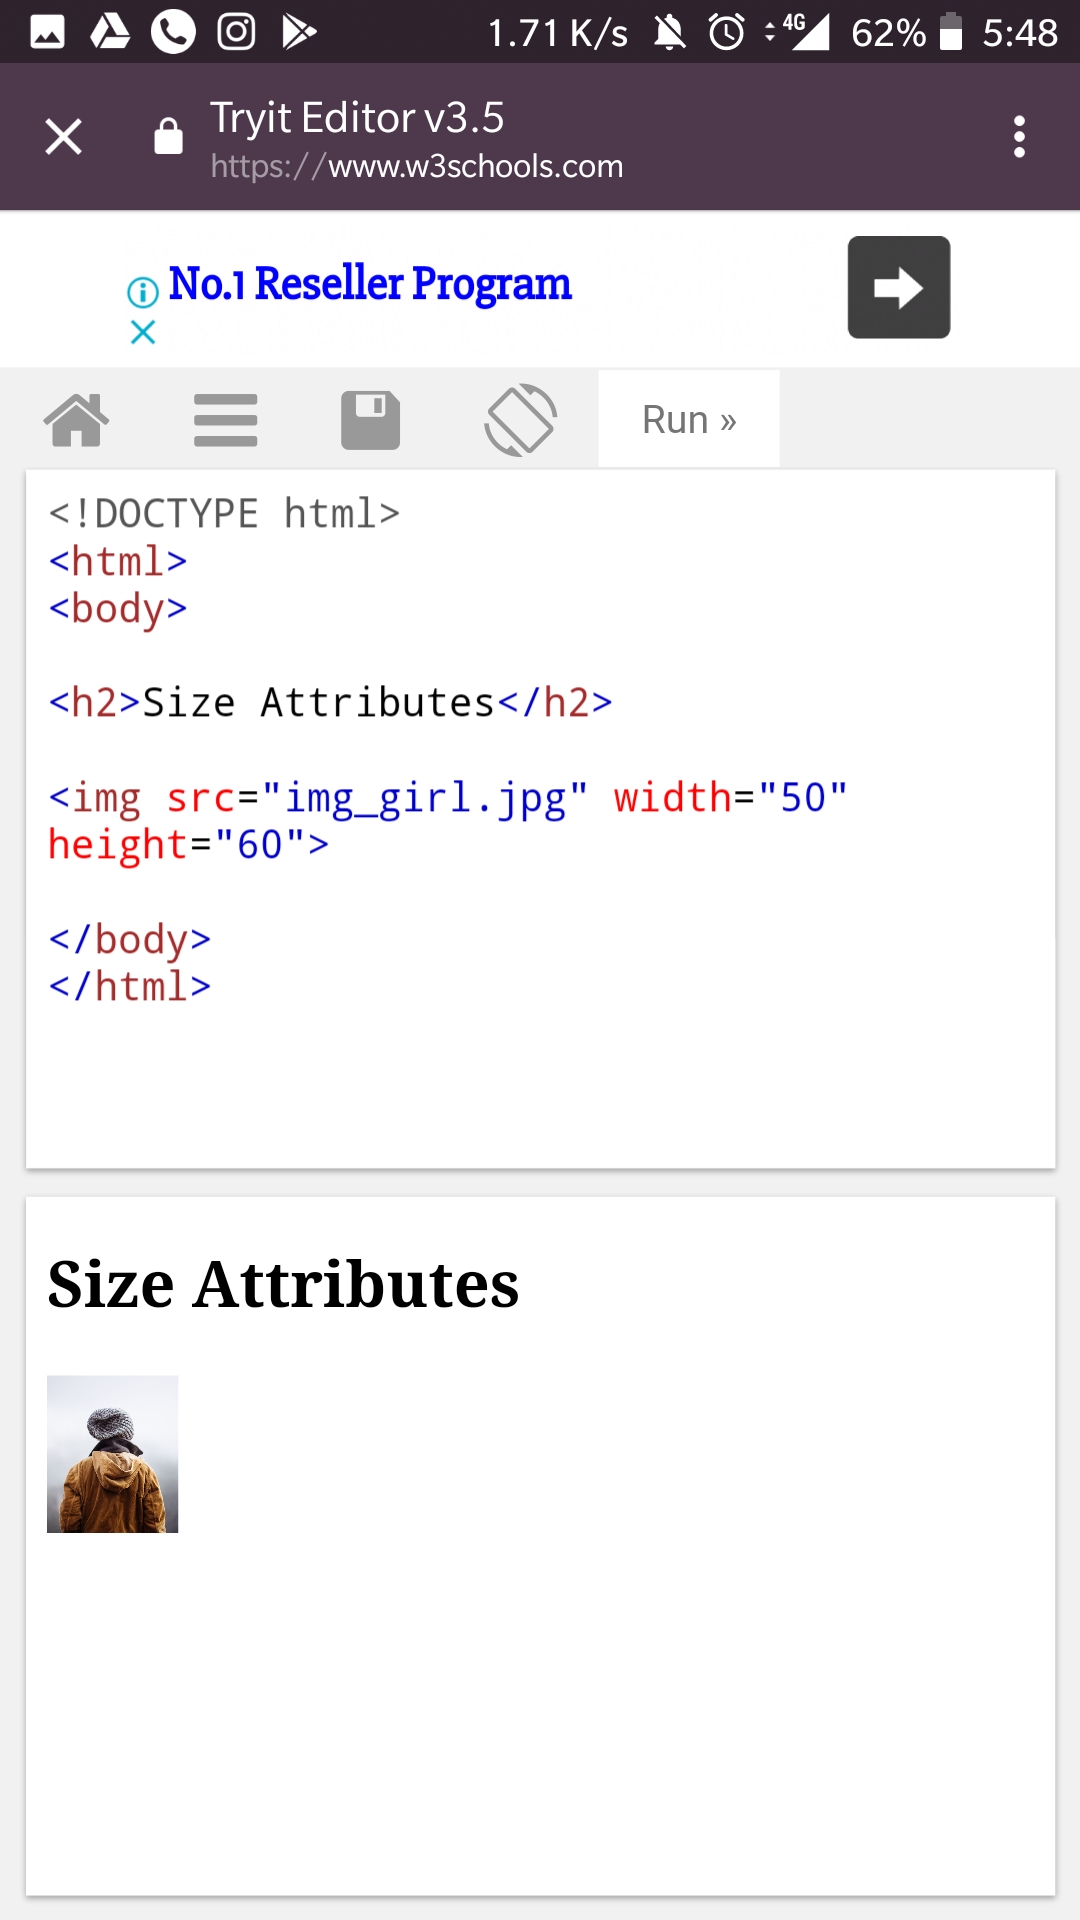 1.71 K/s 4G 62% 5:48
Tryit Editor v3.5
https://www.w3schools.com
No.1 Reseller Program
Run »
<!DOCTYPE html>
<html>
<body>
<h2>Size Attributes</h2>
<img src="img_girl.jpg" width="50"
height="60">
</body>
</html>
Size Attributes